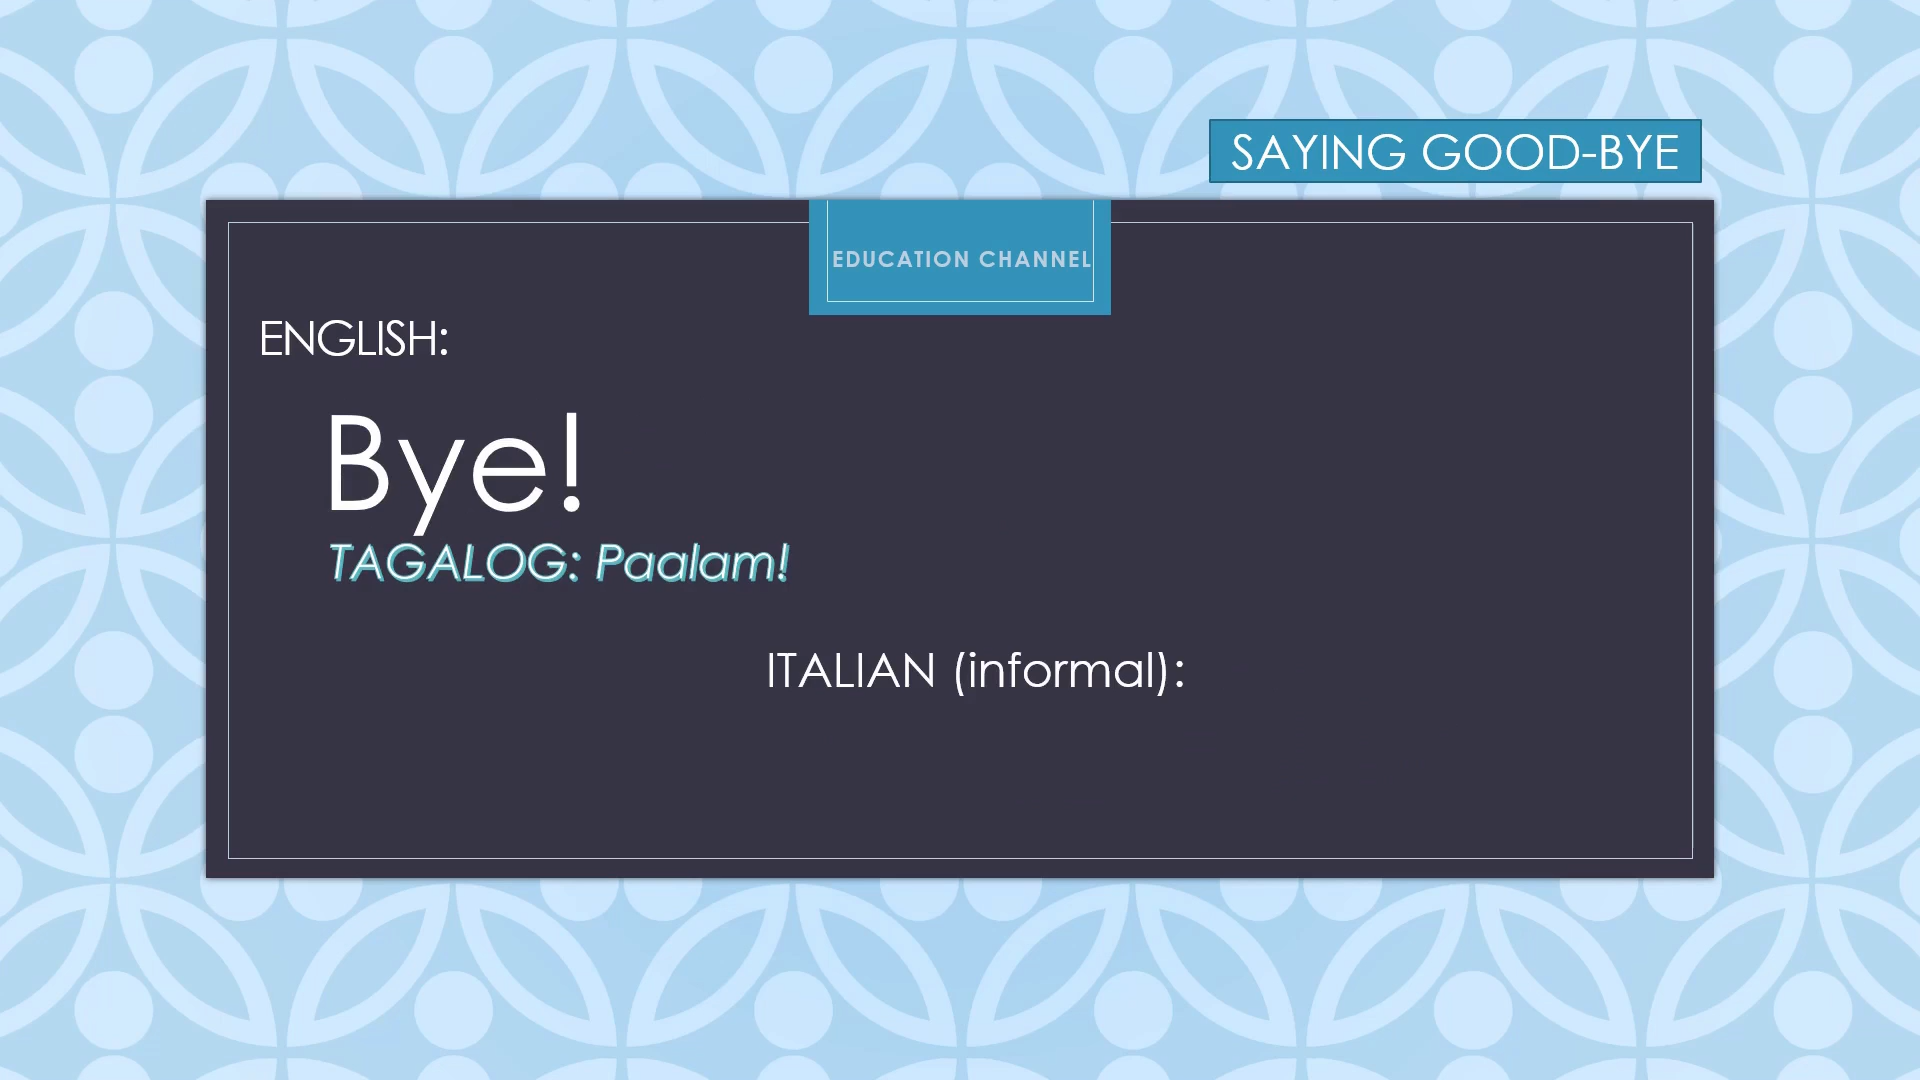 SAYING GOOD-BYE
EDUCATION CHANNEL
ENGLISH:
Bye!
TAGALOG: Paalam!
ITALIAN (informal):